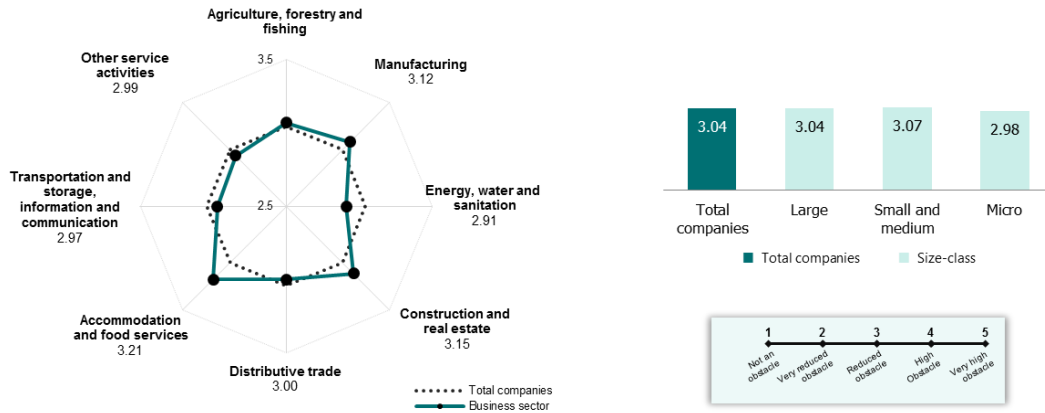 Agriculture, forestry and
fishing
3.5
Other service
activities
2.99
Manufacturing
3.12
Transportation and
storage,
information and
communication
2.97
2.5
Energy, water and
sanitation
2.91
Accommodation
and food services
3.21
Construction and
real estate
3.15
Distributive trade
3.00
Total companies
Business sector
3.04
3.04
3.07
2.98
Total
companies
Large
Small and
medium
Micro
Total companies
Size-class
1
2
3
4
5
Not an
obstacle
Very reduced
obstacle
Reduced
obstacle
High
Obstacle
Very high
obstacle